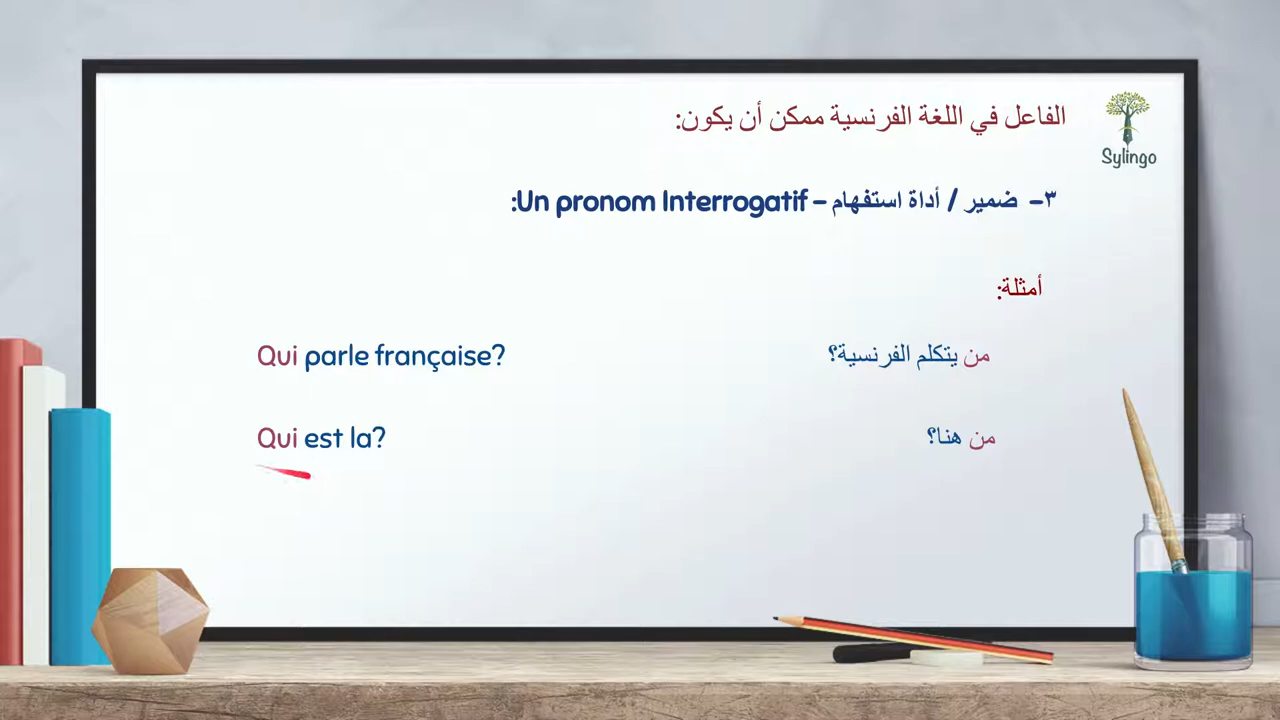 الفاعل في اللغة الفرنسية ممكن أن يكون:
Sylingo
٣- ضمير / أداة استفهام – Un pronom Interrogatif:
أمثلة:
Qui parle française? من يتكلم الفرنسية؟
Qui est la? من هنا؟